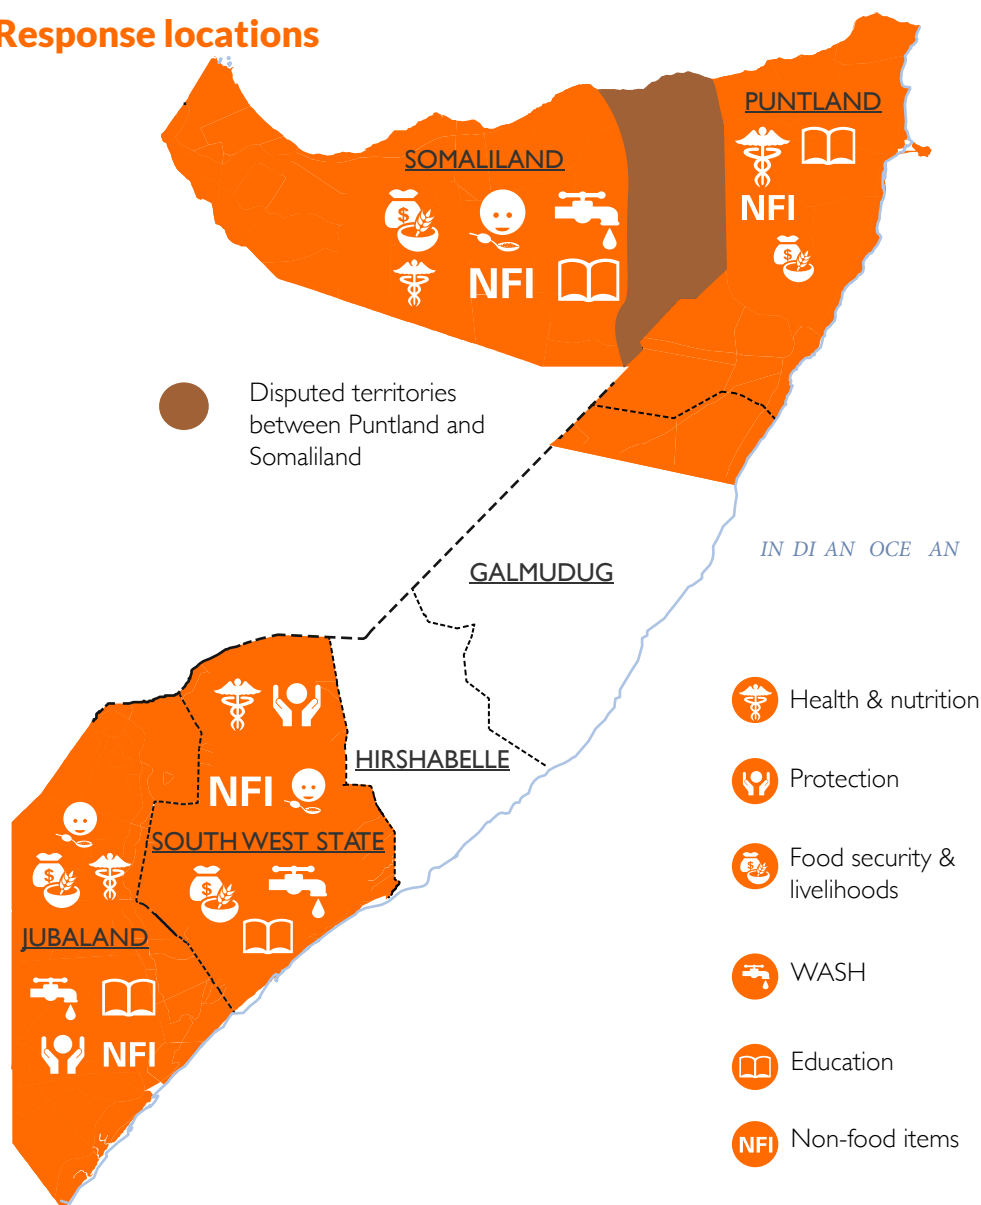 Response locations
PUNTLAND
SOMALILAND
NFI
$
$
NFI
Disputed territories
between Puntland and
Somaliland
IN DI AN OCE AN
GALMUDUG
Health & nutrition
HIRSHABELLE
Protection
NFI
SOUTH WEST STATE
Food security &
livelihoods
$
$
$
JUBALAND
WASH
NFI
Education
NFI
Non-food items